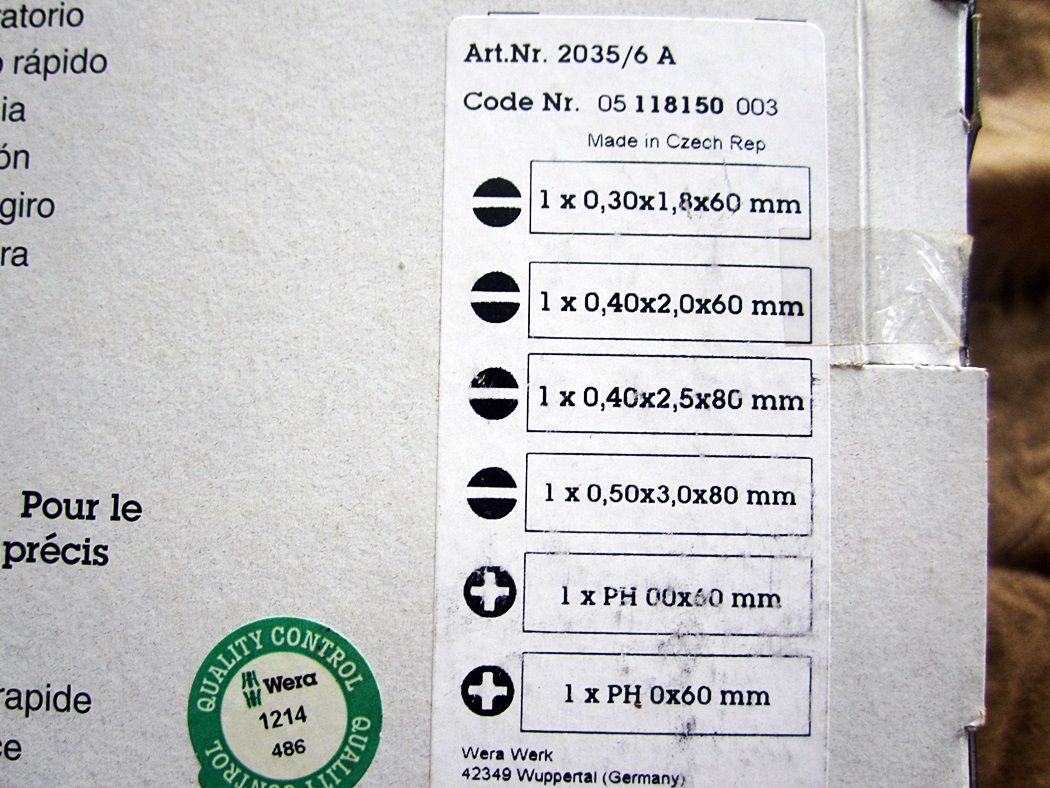 atorio
o rápido
ia
ón
giro
ra
Pour le
précis
rapide
ce
QUALITY CONTROL
Wera
1214
486
QUALITY CONTROL
Art.Nr. 2035/6 A
Code Nr. 05 118150 003
Made in Czech Rep
1 x 0,30x1,8x60 mm
1 x 0,40x2,0x60 mm
1 x 0,40x2,5x80 mm
1 x 0,50x3,0x80 mm
1 x PH 00x60 mm
1 x PH 0x60 mm
Wera Werk
42349 Wuppertal (Germany)